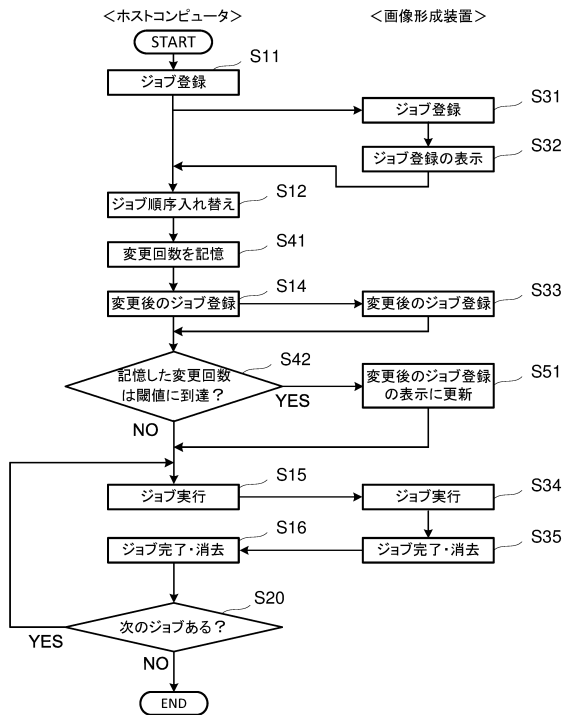 ＜ホストコンピュータ＞
＜画像形成装置＞
START
S11
ジョブ登録
S31
ジョブ登録
S32
ジョブ登録の表示
S12
ジョブ順序入れ替え
S41
変更回数を記憶
S14
変更後のジョブ登録
S33
変更後のジョブ登録
S42
記憶した変更回数
は閾値に到達？
YES
NO
S51
変更後のジョブ登録
の表示に更新
S15
ジョブ実行
S34
ジョブ実行
S16
ジョブ完了・消去
S35
ジョブ完了・消去
S20
次のジョブある？
YES
NO
END